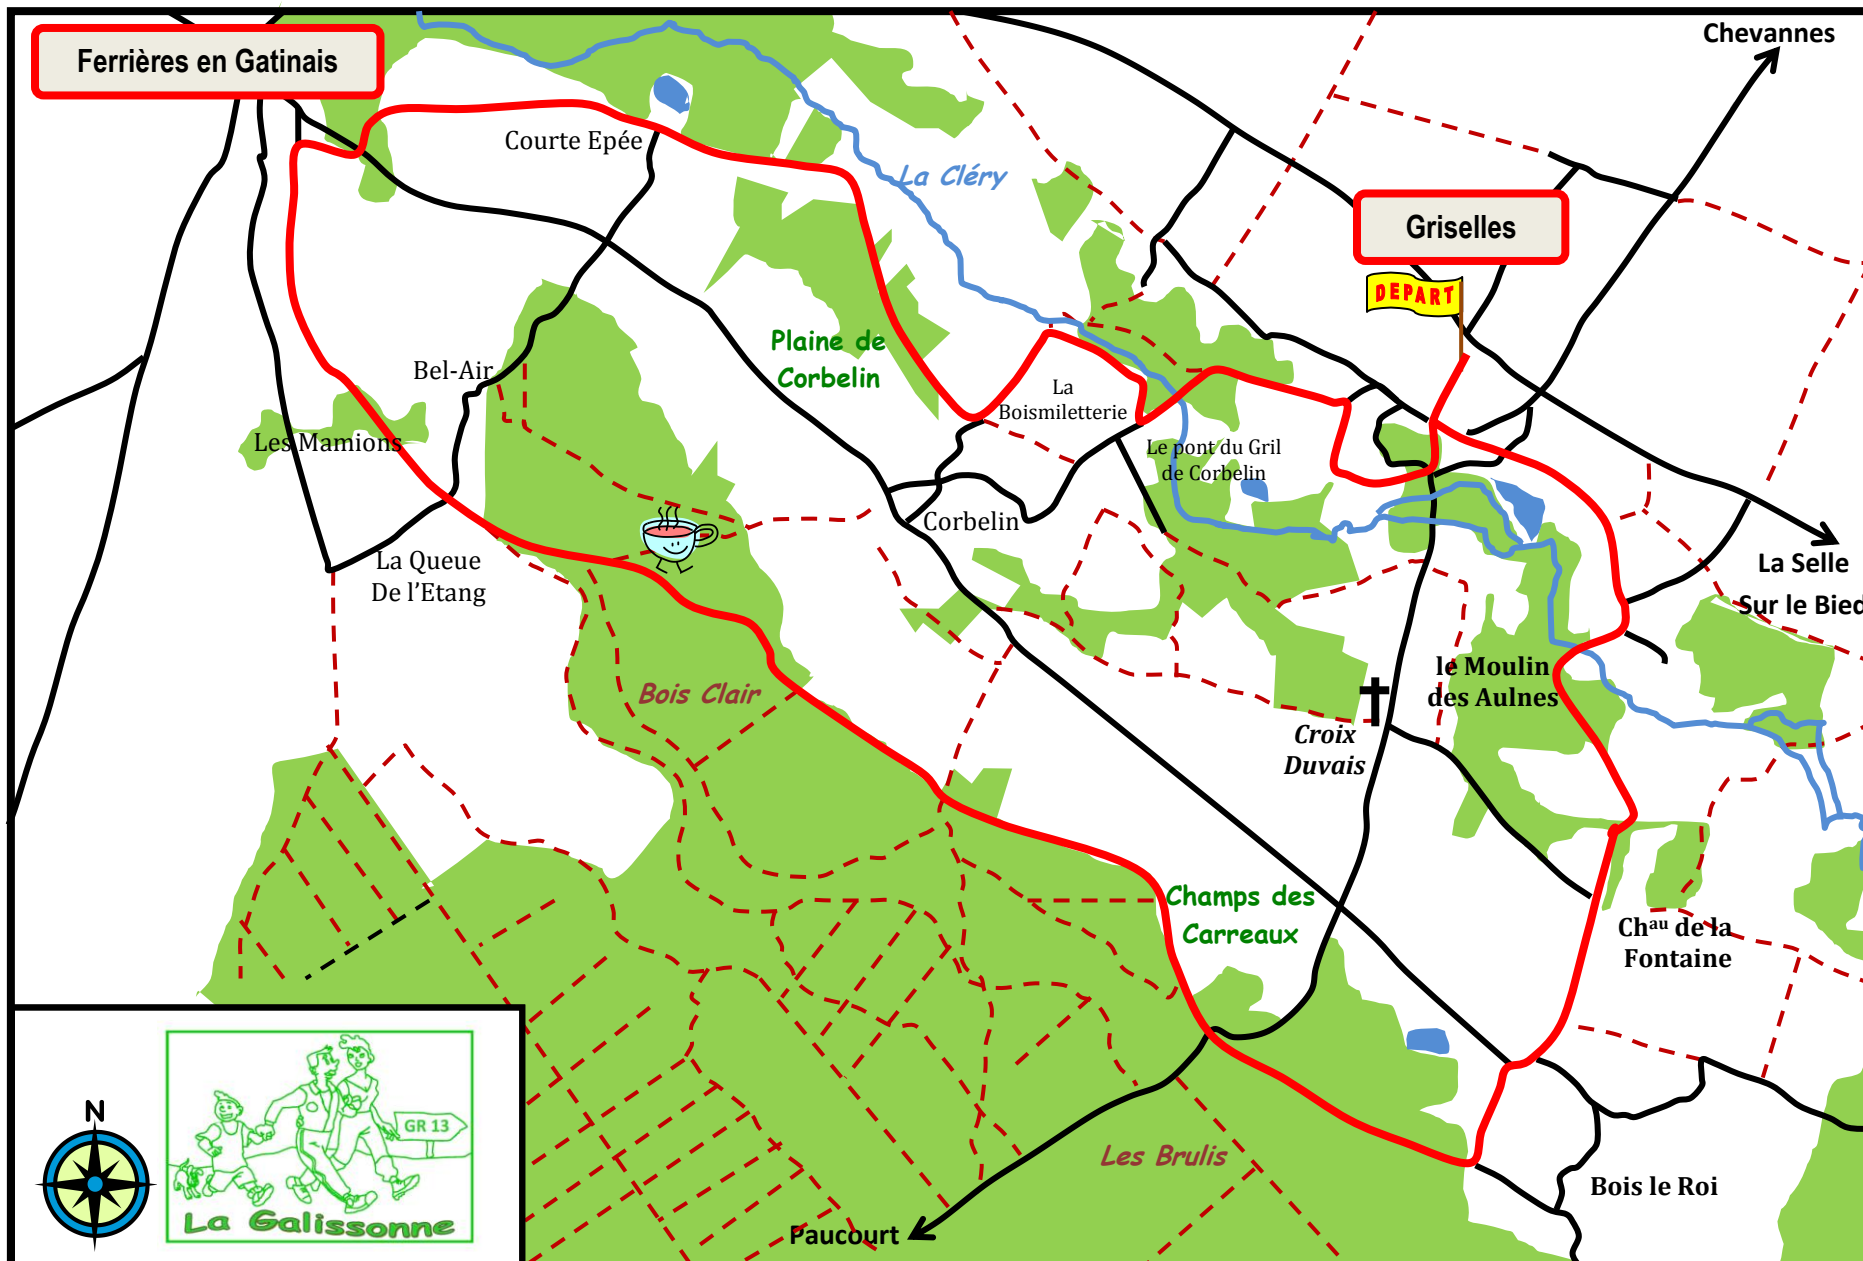 Ferrières en Gatinais
Chevannes
Courte Epée
La Cléry
Griselles
DEPART
Plaine de
Corbelin
Bel-Air
La
Boismiletterie
Les Mamions
Le pont du Gril
de Corbelin
Corbelin
La Queue
De l'Etang
La Selle
Sur le Bied
le Moulin
des Aulnes
Bois Clair
Croix
Duvais
Champs des
Carreaux
Chau de la
Fontaine
N
GR 13
La Galissonne
Les Brulis
Bois le Roi
Paucourt